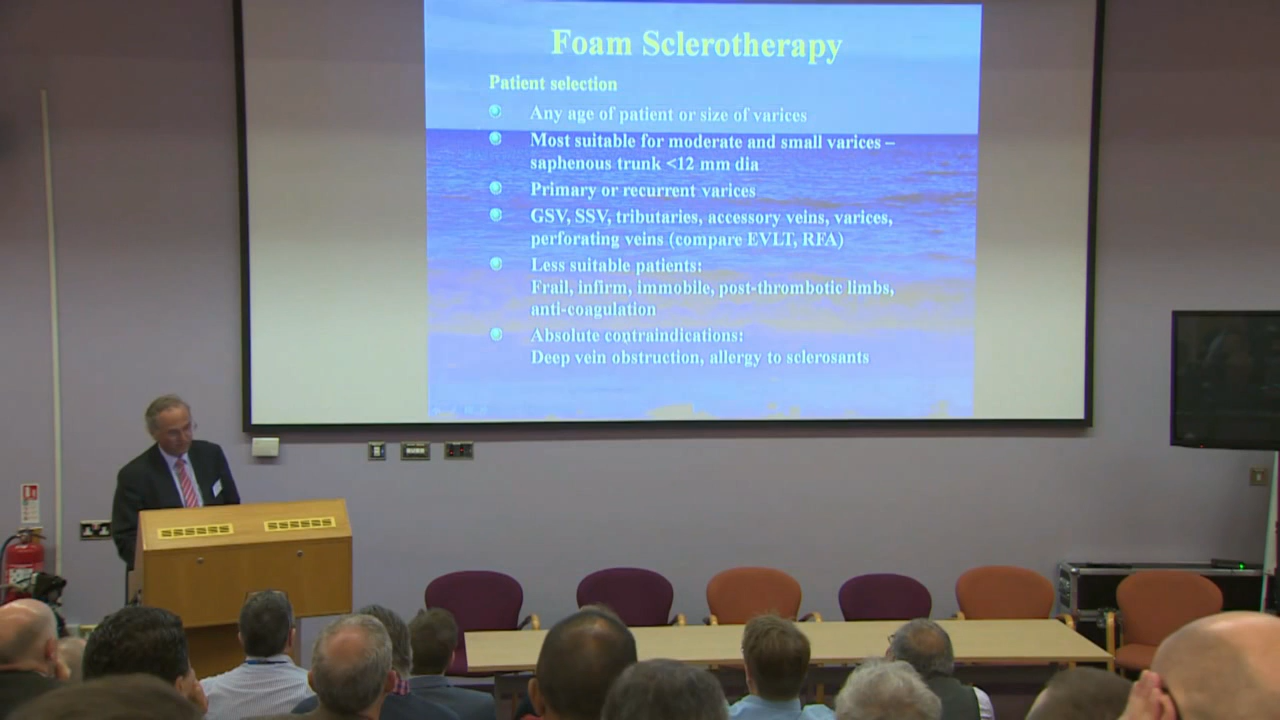 Foam Sclerotherapy
Patient selection
Any age of patient or size of varices
Most suitable for moderate and small varices –
saphenous trunk <12 mm dia
Primary or recurrent varices
GSV, SSV, tributaries, accessory veins, varices,
perforating veins (compare EVLT, RFA)
Less suitable patients:
Frail, infirm, immobile, post-thrombotic limbs,
anti-coagulation
Absolute contraindications:
Deep vein obstruction, allergy to sclerosants